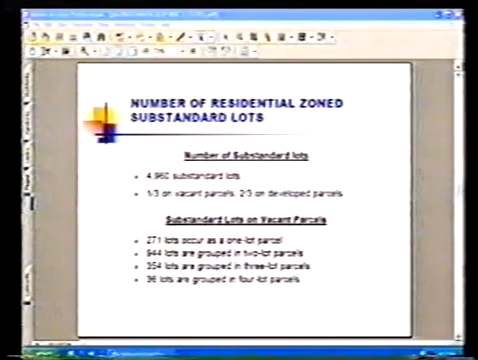 NUMBER OF RESIDENTIAL ZONED
SUBSTANDARD LOTS
Number of Substandard lots
4,960 substandard lots
1/3 on vacant parcels, 2/3 on developed parcels
Substandard Lots on Vacant Parcels
271 lots occur as a one-lot parcel
944 lots are grouped in two-lot parcels
354 lots are grouped in three-lot parcels
36 lots are grouped in four-lot parcels